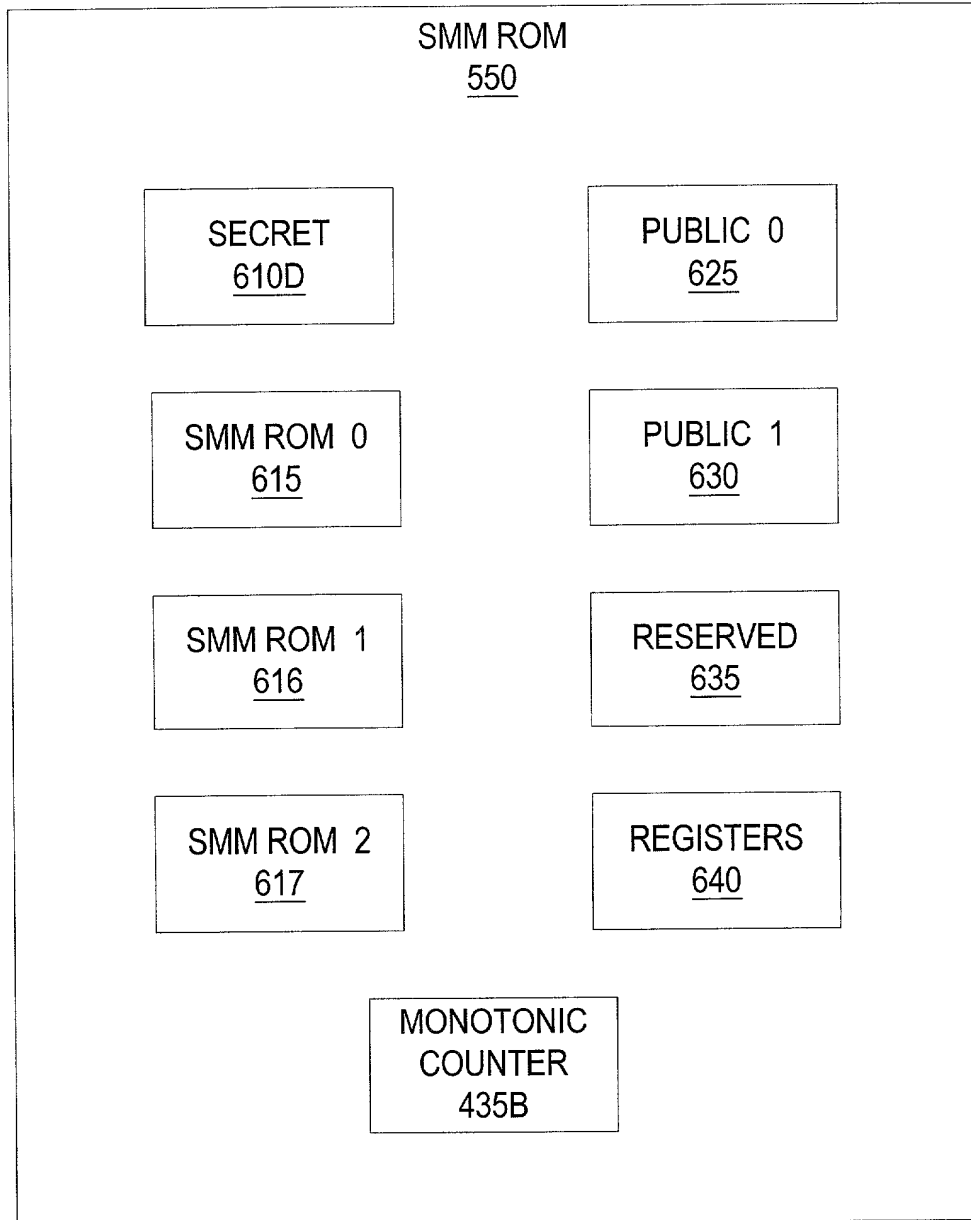 SMM ROM
550
SECRET
610D
PUBLIC 0
625
SMM ROM 0
615
PUBLIC 1
630
SMM ROM 1
616
RESERVED
635
SMM ROM 2
617
REGISTERS
640
MONOTONIC
COUNTER
435B